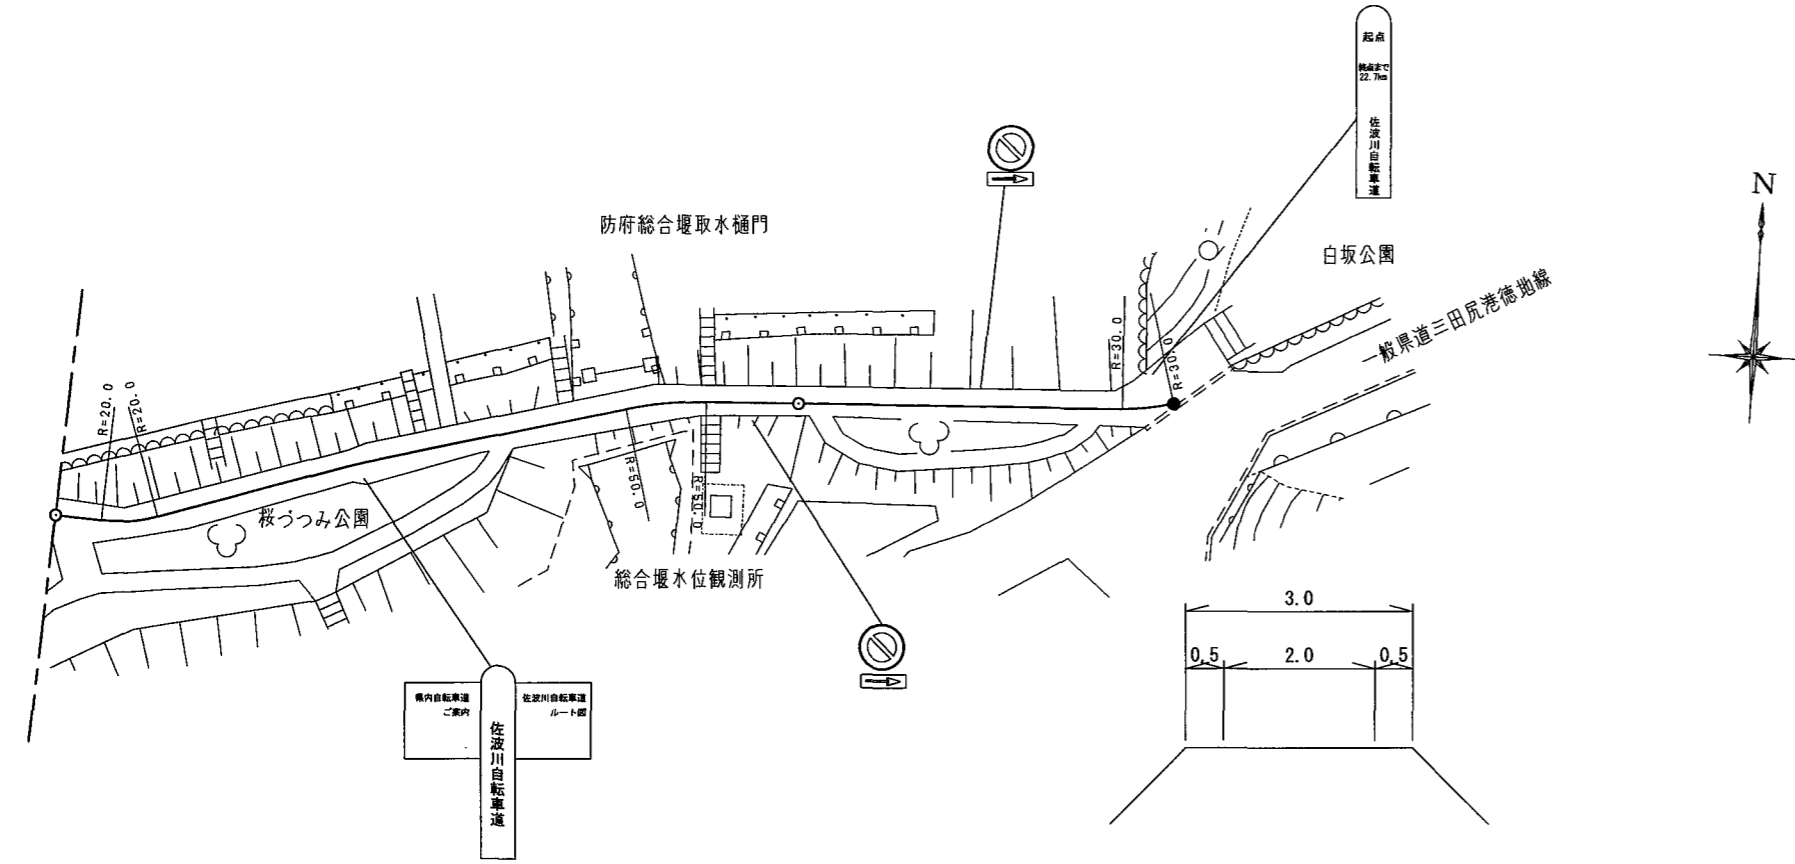 起点
終点まで
22.7km
佐波川自転車道
N
防府総合堰取水樋門
白坂公園
一般県道三田尻港徳地線
R=30.0
R=30.0
R=20.0
R=20.0
R=50.0
R=50.0
桜づつみ公園
総合堰水位観測所
3.0
0.5
2.0
0.5
県内自転車道
ご案内
佐波川自転車道
ルート図
佐波川自転車道